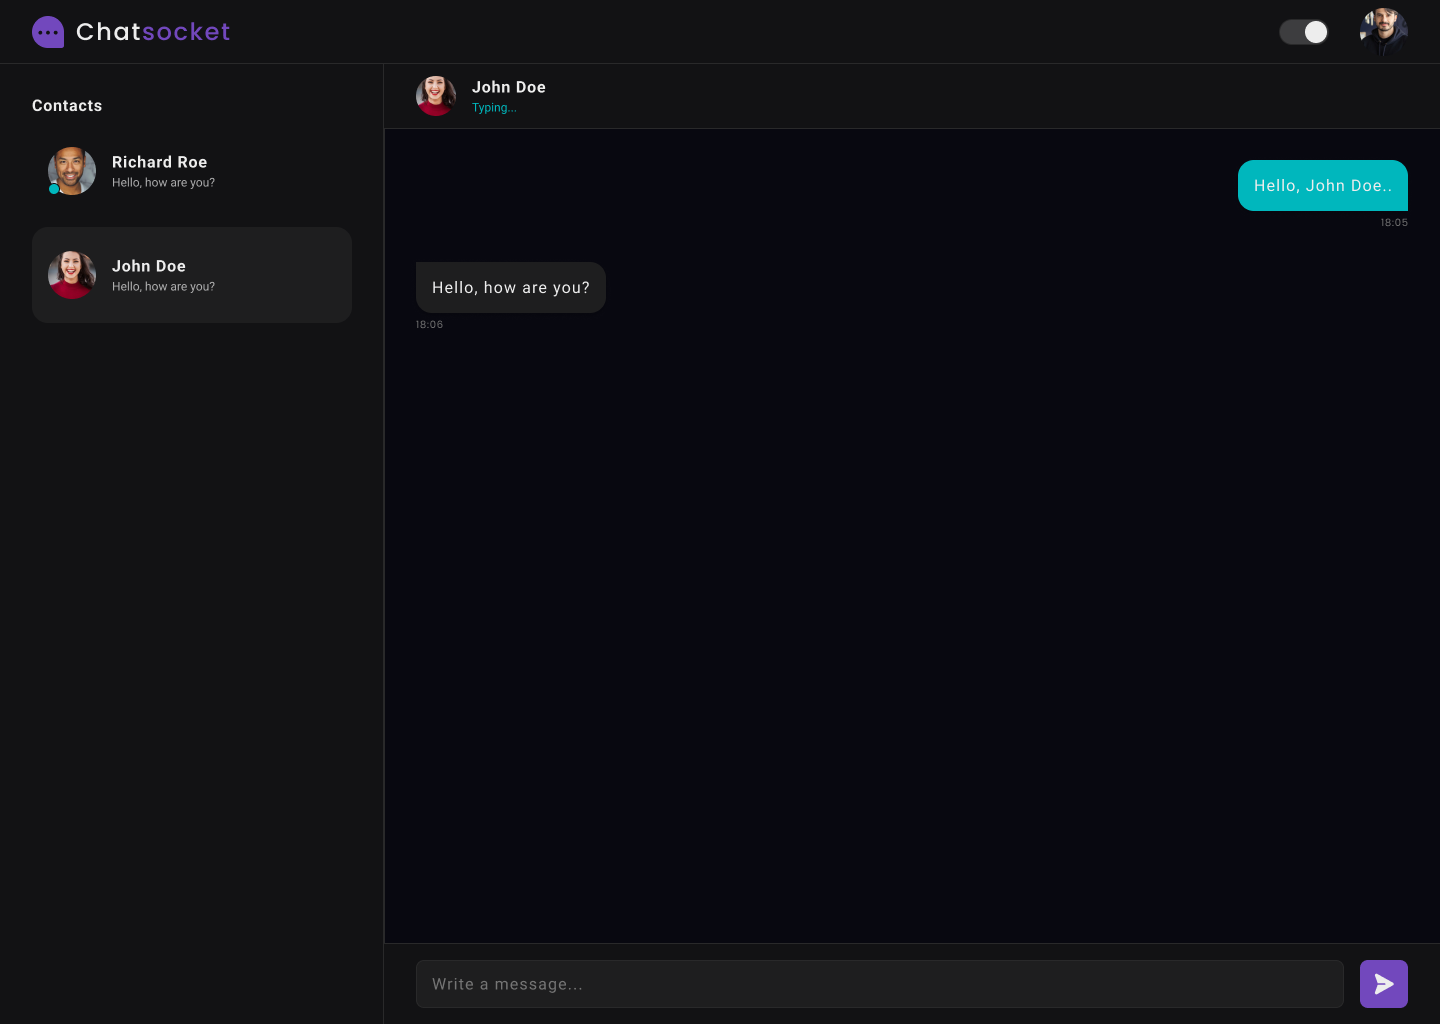 Chatsocket
Contacts
Richard Roe
Hello, how are you?
John Doe
Hello, how are you?
John Doe
Typing...
Hello, John Doe..
18:05
Hello, how are you?
18:06
Write a message...